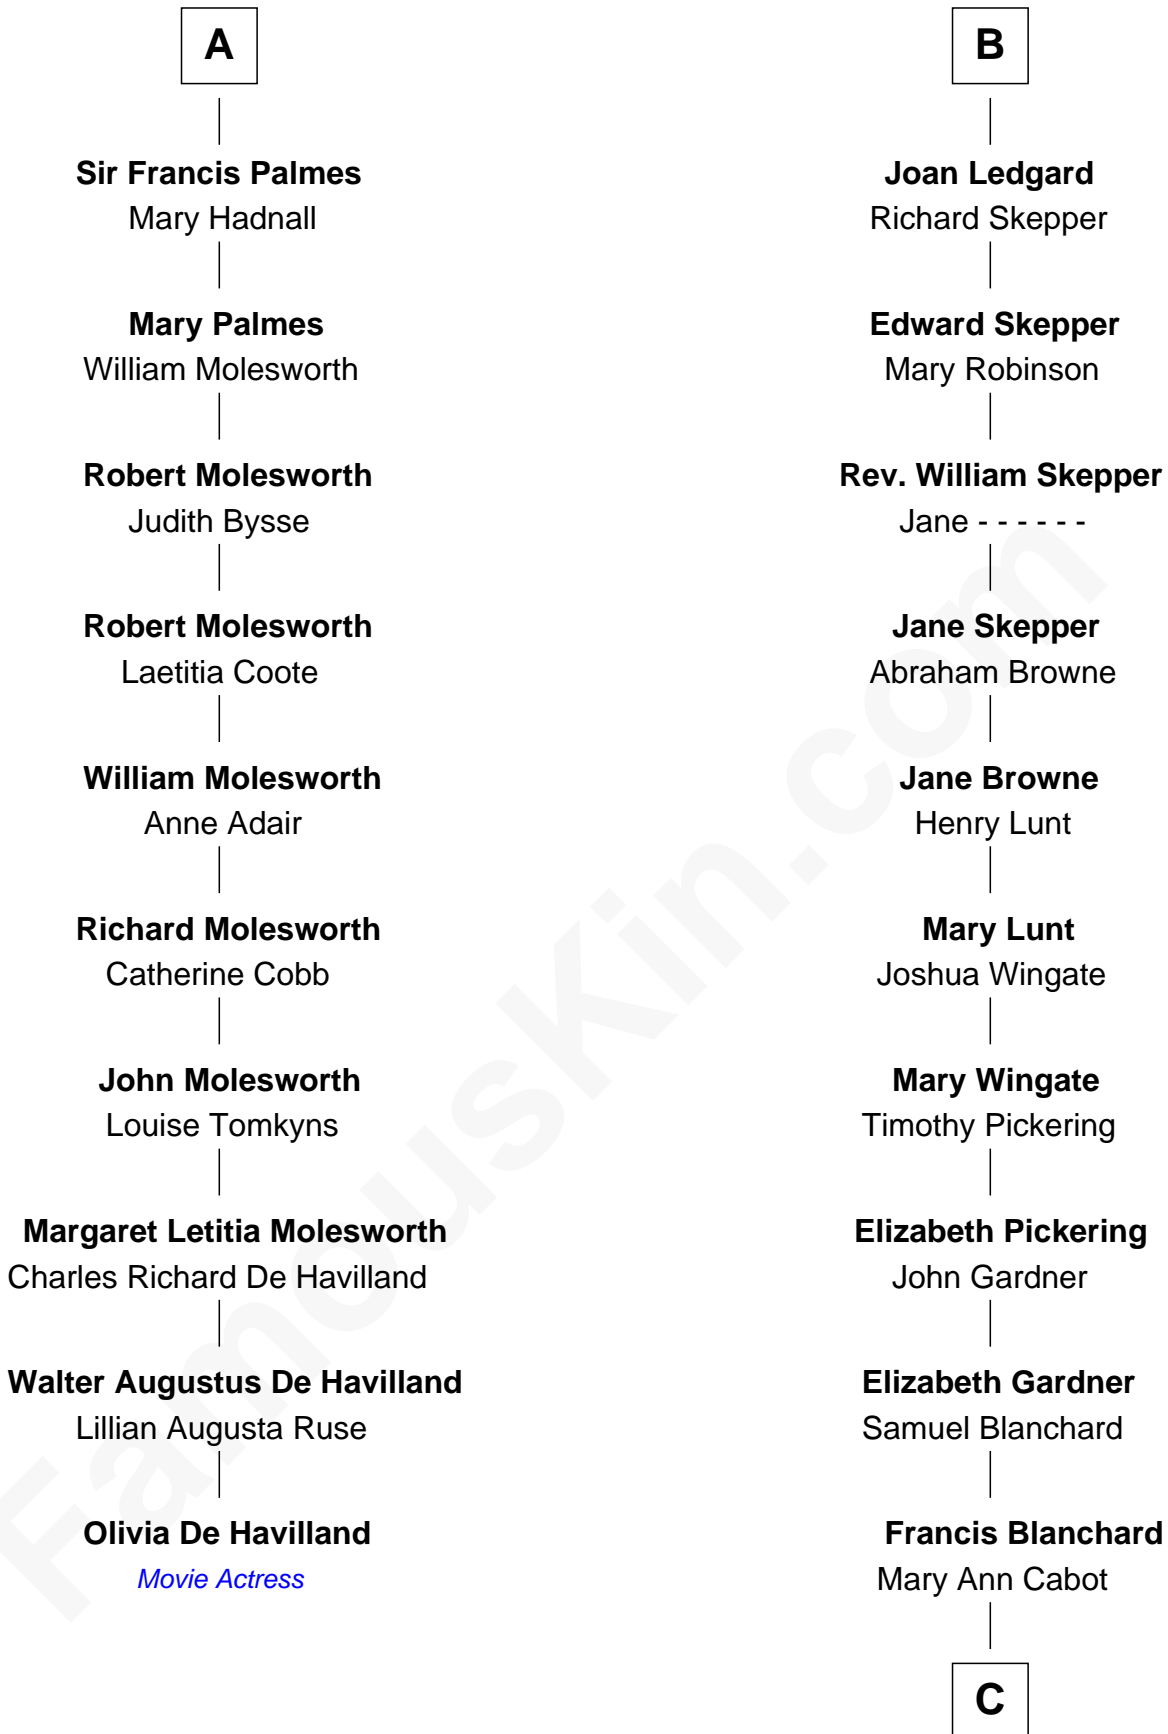 A
Sir Francis Palmes
Mary Hadnall
Mary Palmes
William Molesworth
Robert Molesworth
Judith Bysse
Robert Molesworth
Laetitia Coote
William Molesworth
Anne Adair
Richard Molesworth
Catherine Cobb
John Molesworth
Louise Tomkyns
Margaret Letitia Molesworth
Charles Richard De Havilland
Walter Augustus De Havilland
Lillian Augusta Ruse
Olivia De Havilland
Movie Actress
B
Joan Ledgard
Richard Skepper
Edward Skepper
Mary Robinson
Rev. William Skepper
Jane - - - - - -
Jane Skepper
Abraham Browne
Jane Browne
Henry Lunt
Mary Lunt
Joshua Wingate
Mary Wingate
Timothy Pickering
Elizabeth Pickering
John Gardner
Elizabeth Gardner
Samuel Blanchard
Francis Blanchard
Mary Ann Cabot
C
FamousKin.com